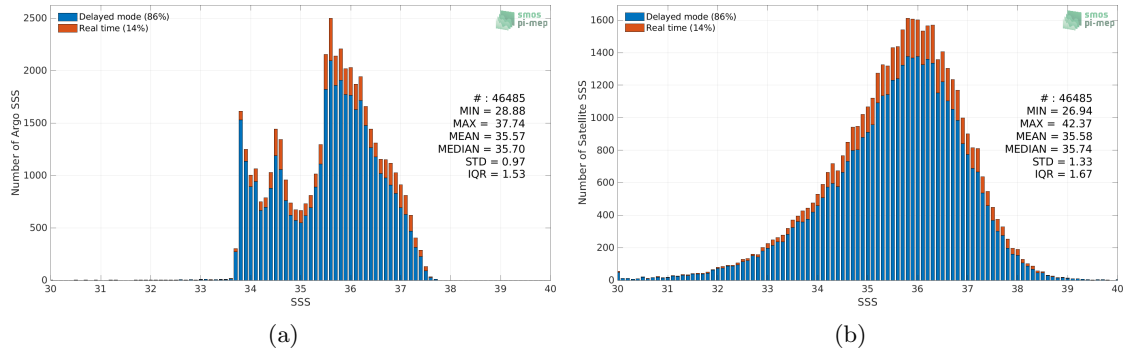 Delayed mode (86%)
Real time (14%)
smos
pi-mep
2500
2000
1500
1000
500
0
Number of Argo SSS
# : 46485
MIN = 28.88
MAX = 37.74
MEAN = 35.57
MEDIAN = 35.70
STD = 0.97
IQR = 1.53
30 31 32 33 34 35 36 37 38 39 40
SSS
(a)
Delayed mode (86%)
Real time (14%)
smos
pi-mep
1600
1400
1200
1000
800
600
400
200
0
Number of Satellite SSS
# : 46485
MIN = 26.94
MAX = 42.37
MEAN = 35.58
MEDIAN = 35.74
STD = 1.33
IQR = 1.67
30 31 32 33 34 35 36 37 38 39 40
SSS
(b)